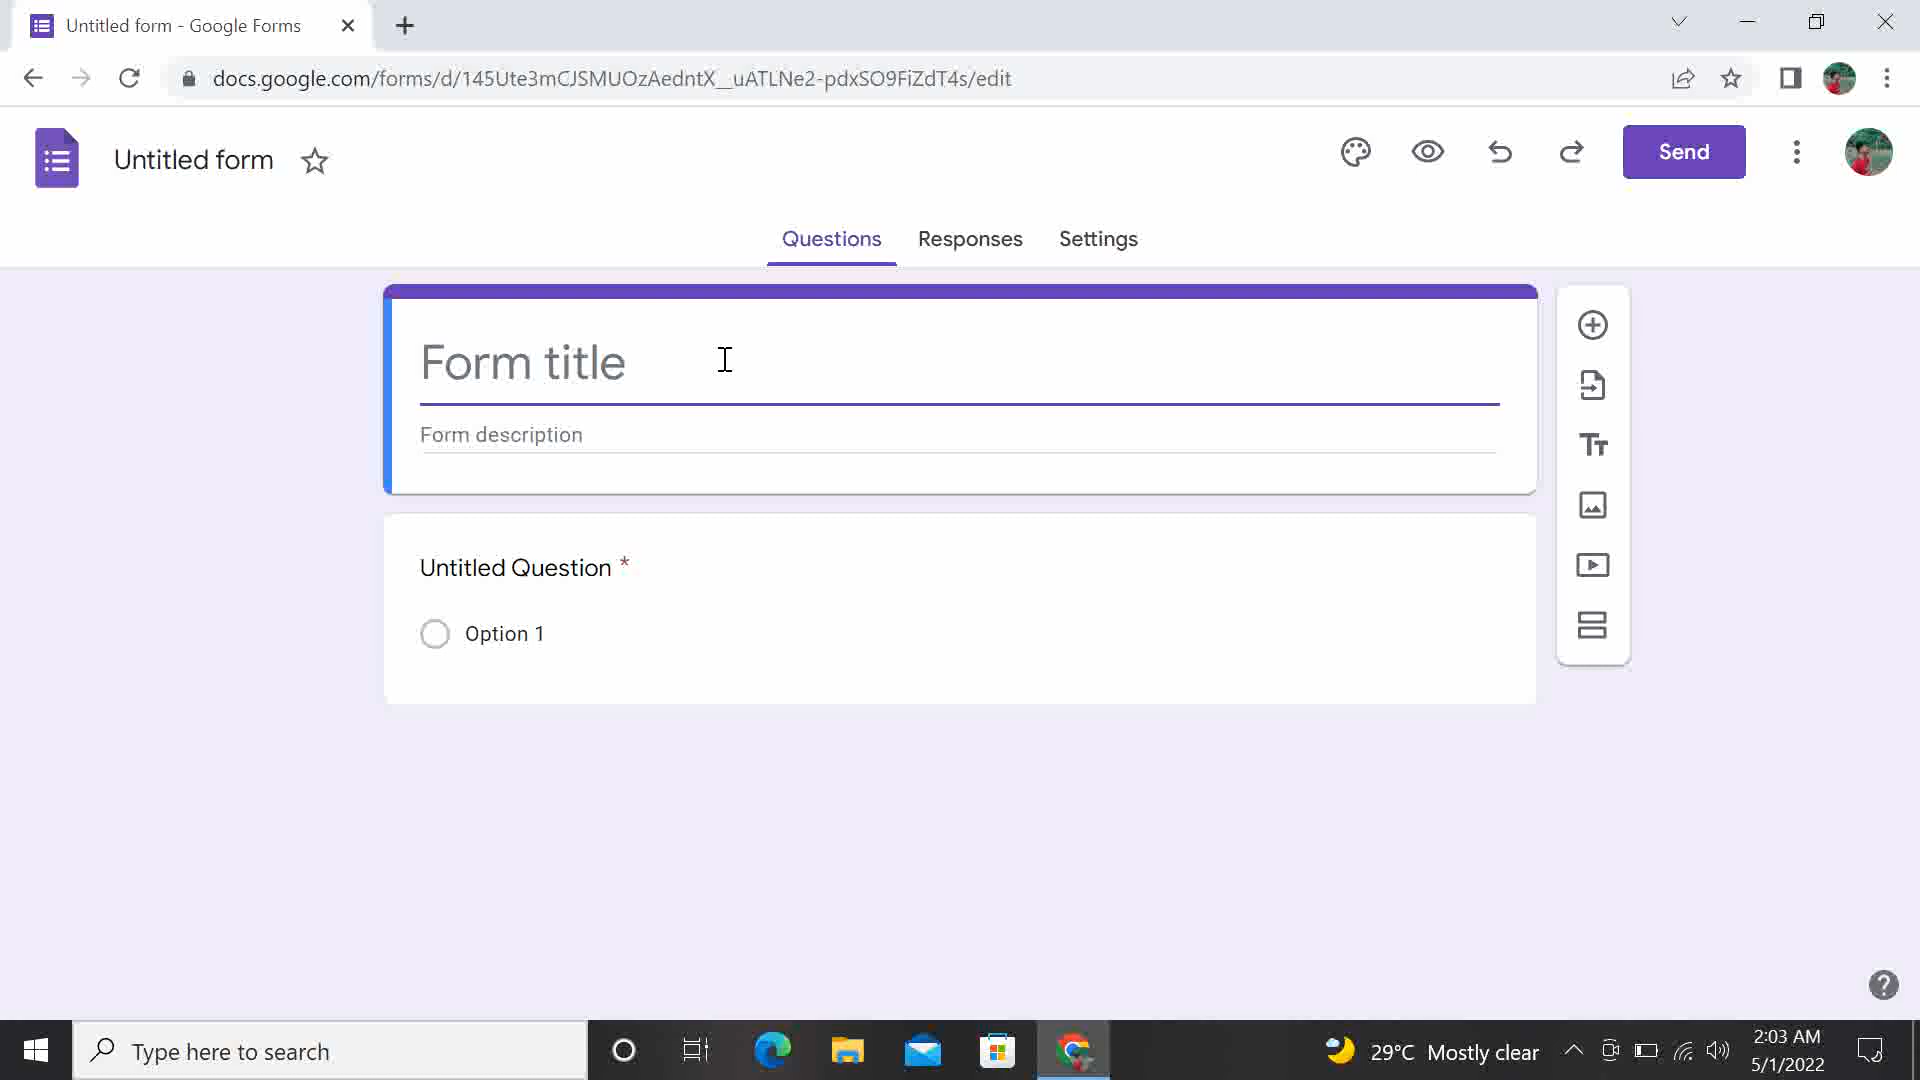 Untitled form - Google Forms
docs.google.com/forms/d/145Ute3mCJSMUOzAedntX__uATLNe2-pdxSO9FiZdT4s/edit
Untitled form
Send
Questions Responses Settings
Form title
Form description
Untitled Question *
Option 1
Type here to search
29°C Mostly clear
2:03 AM
5/1/2022